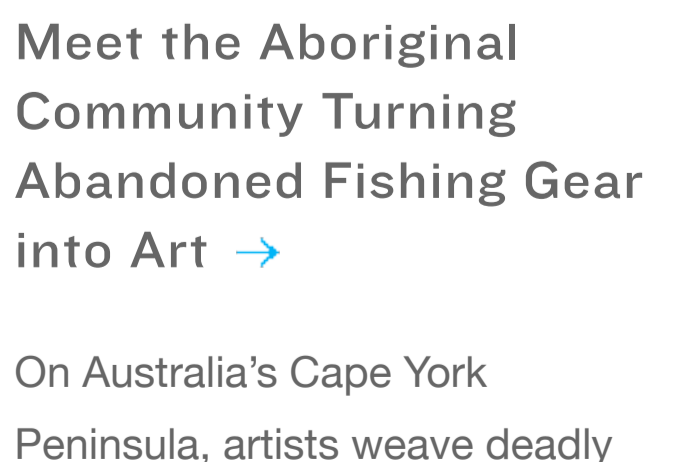 Meet the Aboriginal
Community Turning
Abandoned Fishing Gear
into Art →
On Australia’s Cape York
Peninsula, artists weave deadly